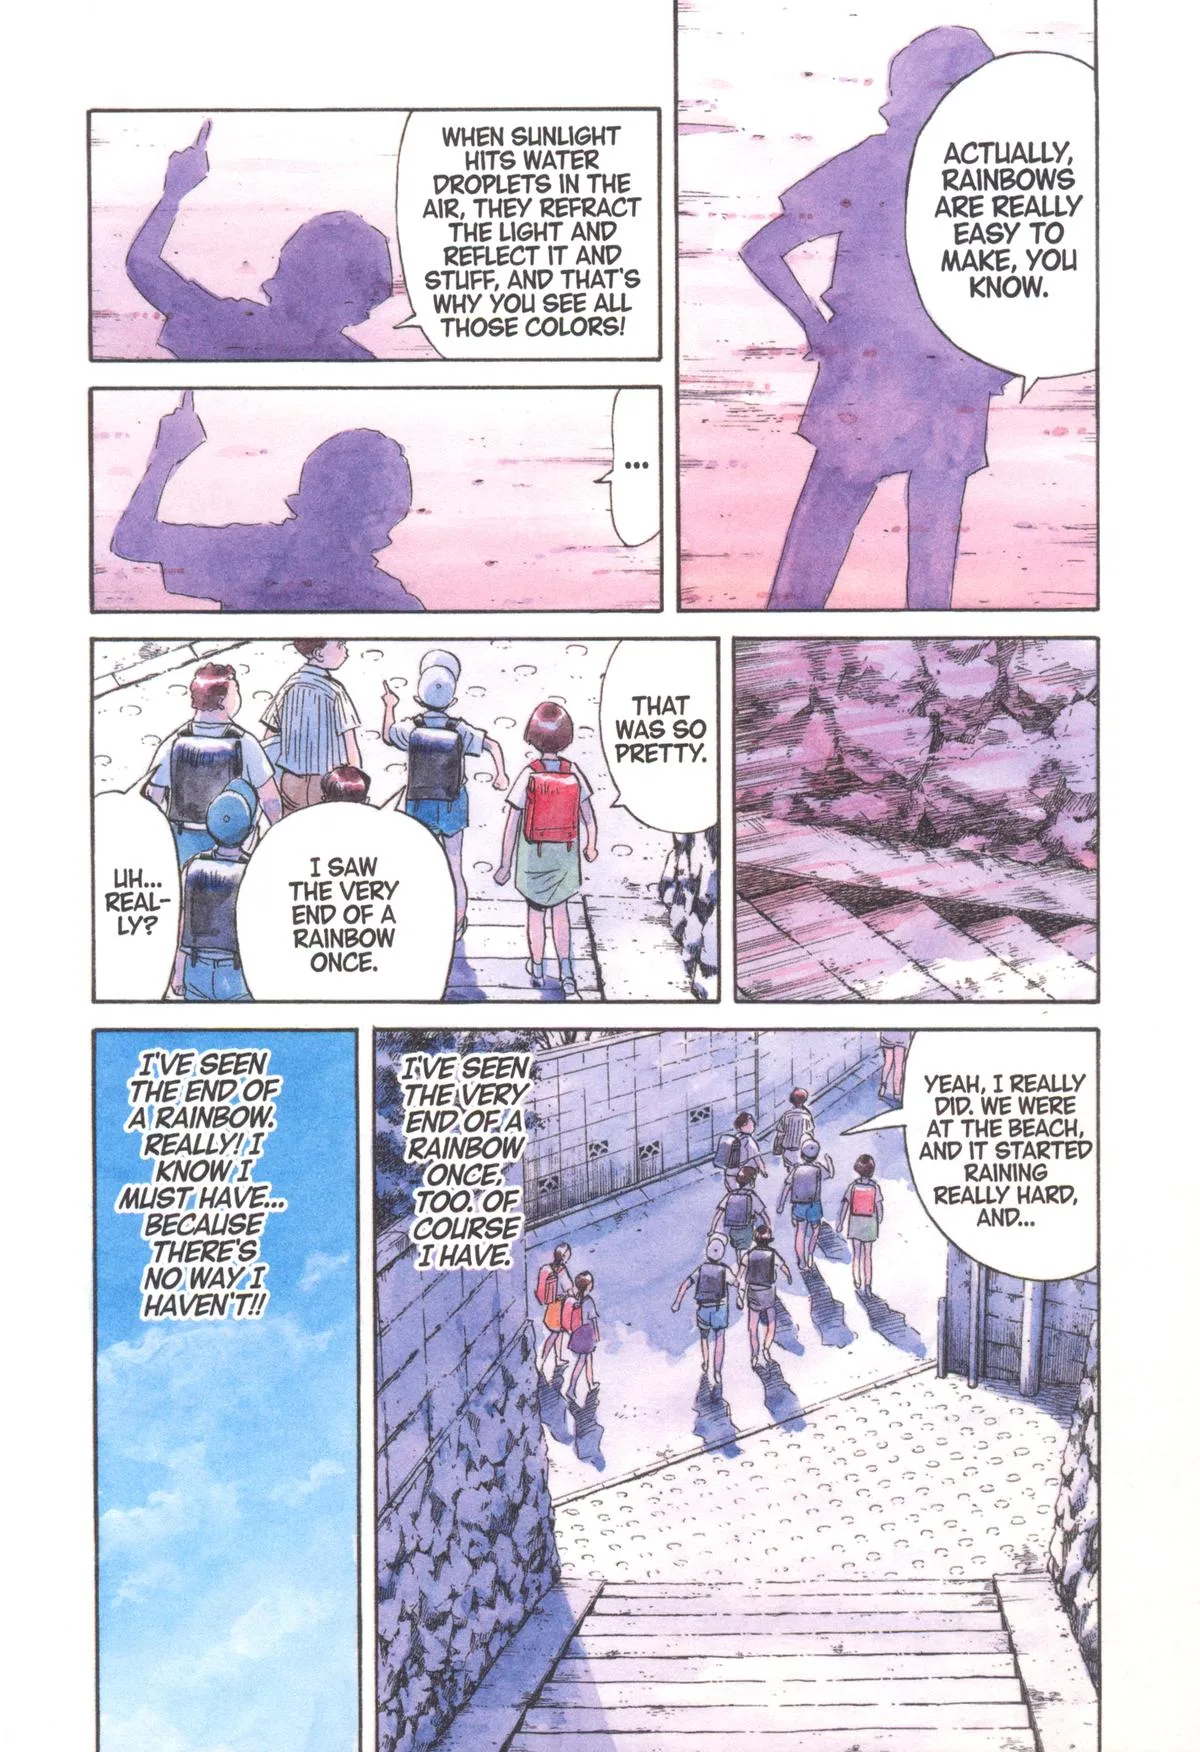 ACTUALLY,
RAINBOWS
ARE REALLY
EASY TO
MAKE, YOU
KNOW.
WHEN SUNLIGHT
HITS WATER
DROPLETS IN THE
AIR, THEY REFRACT
THE LIGHT AND
REFLECT IT AND
STUFF, AND THAT'S
WHY YOU SEE ALL
THOSE COLORS!
...
THAT
WAS SO
PRETTY.
I SAW
THE VERY
END OF A
RAINBOW
ONCE.
UH...
REAL-
LY?
YEAH, I REALLY
DID. WE WERE
AT THE BEACH,
AND IT STARTED
RAINING
REALLY HARD,
AND...
I'VE SEEN
THE VERY
END OF A
RAINBOW
ONCE,
TOO. OF
COURSE
I HAVE.
I'VE SEEN
THE END OF
A RAINBOW.
REALLY! I
KNOW I
MUST HAVE...
BECAUSE
THERE'S
NO WAY I
HAVEN'T!!